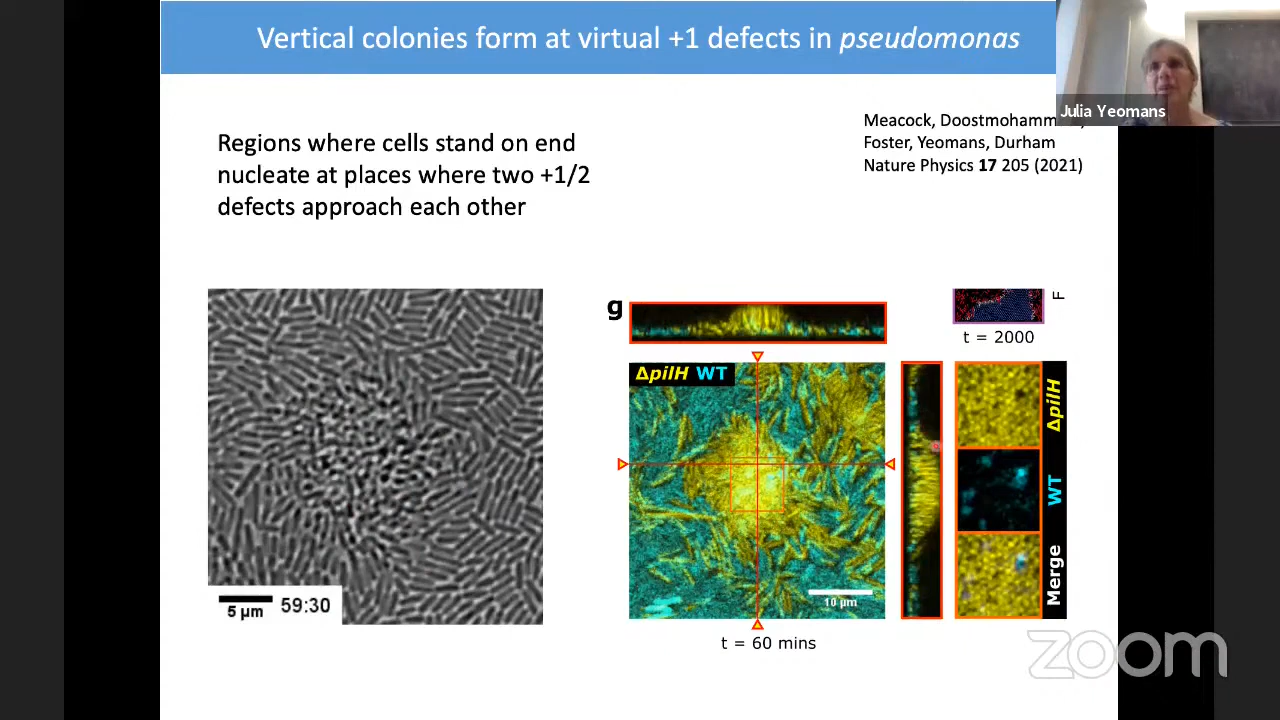 Vertical colonies form at virtual +1 defects in pseudomonas
Julia Yeomans
Regions where cells stand on end
nucleate at places where two +1/2
defects approach each other
Meacock,
Foster, Yeomans, Durham
Nature Physics 17 205 (2021)
g
F
t = 2000
ΔpilH WT
ΔpilH
WT
Merge
5 μm 59:30
10 μm
t = 60 mins
zoom